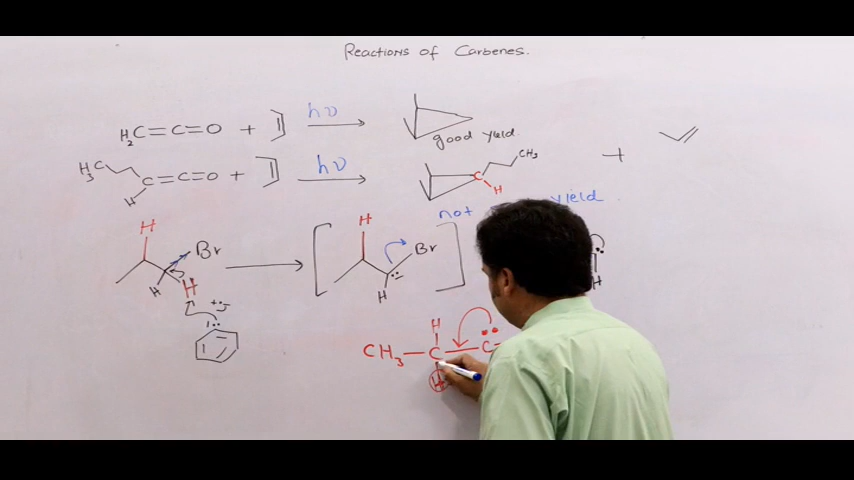 Reactions of Carbenes.
H₂C=C=O + hν good yield +
H₃C C=C=O + hν C CH₃
H H
not yield
H Br H Br
H H H H
CH₃-C-C
H
H